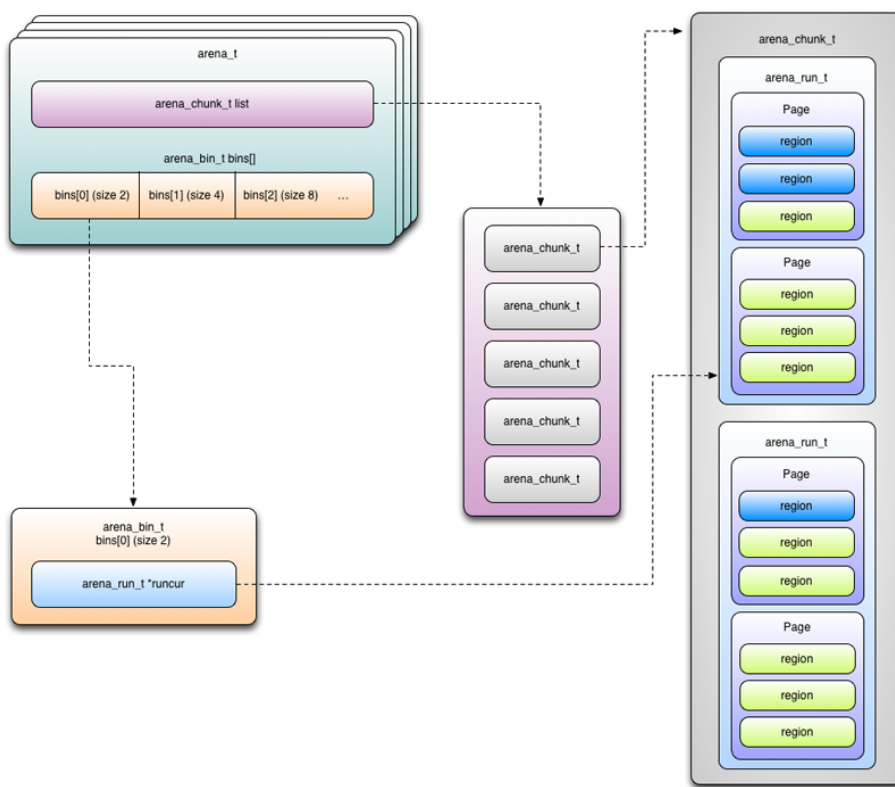 arena_t
arena_chunk_t list
arena_bin_t bins[]
bins[0] (size 2) bins[1] (size 4) bins[2] (size 8) ...
arena_chunk_t
arena_chunk_t
arena_chunk_t
arena_chunk_t
arena_chunk_t
arena_bin_t
bins[0] (size 2)
arena_run_t *runcur
arena_chunk_t
arena_run_t
Page
region
region
region
Page
region
region
region
arena_run_t
Page
region
region
region
Page
region
region
region